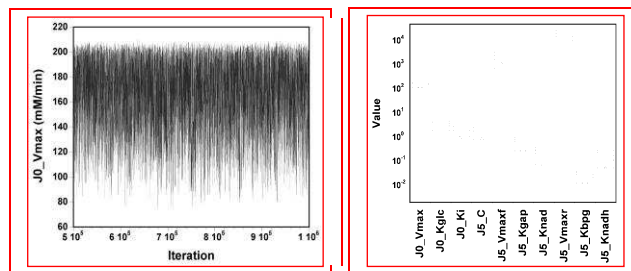 220
200
180
160
140
120
100
80
60
J0_Vmax (mM/min)
5 10⁵ 6 10⁵ 7 10⁵ 8 10⁵ 9 10⁵ 1 10⁶
Iteration
10⁴
10³
10²
10¹
10⁰
10⁻¹
10⁻²
Value
J0_Vmax
J0_Kglc
J0_Ki
J5_C
J5_Vmaxf
J5_Kgap
J5_Knad
J5_Vmaxr
J5_Kbpg
J5_Knadh